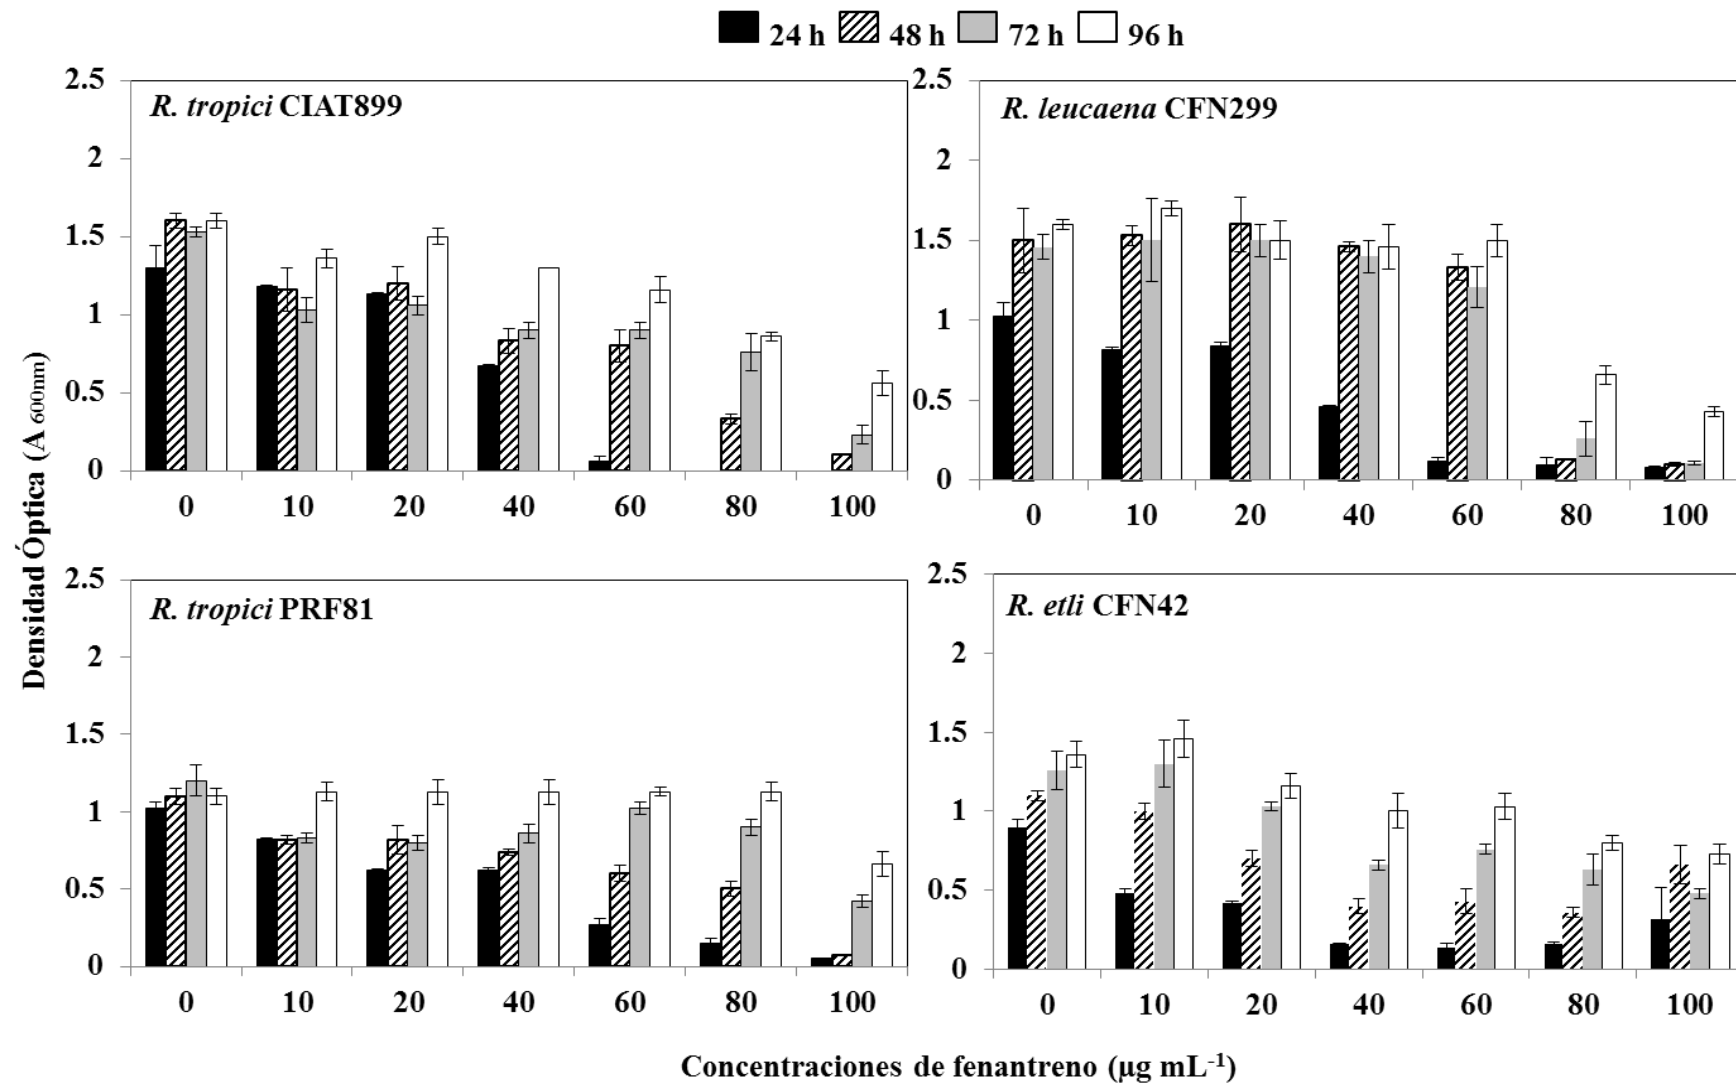 24 h 48 h 72 h 96 h
R. tropici CIAT899
2.5
2
1.5
1
0.5
0
0 10 20 40 60 80 100
R. leucaena CFN299
2.5
2
1.5
1
0.5
0
0 10 20 40 60 80 100
Densidad Óptica (A 600nm)
R. tropici PRF81
2.5
2
1.5
1
0.5
0
0 10 20 40 60 80 100
R. etli CFN42
2.5
2
1.5
1
0.5
0
0 10 20 40 60 80 100
Concentraciones de fenantreno (µg mL⁻¹)